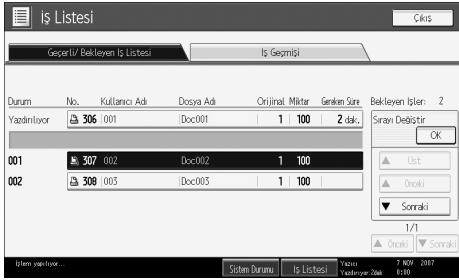 İş Listesi
Çıkış
Geçerli/ Bekleyen İş Listesi
İş Geçmişi
Durum No. Kullanıcı Adı Dosya Adı Orijinal Miktar Gereken Süre Bekleyen İşler: 2
Yazdırılıyor 306 001 Doc001 1 100 2 dak.
Sırayı Değiştir
OK
001 307 002 Doc002 1 100
Üst
002 308 003 Doc003 1 100
Önceki
Sonraki
1/1
Önceki Sonraki
İşlem yapılıyor...
Sistem Durumu
İş Listesi
Yazıcı
Yazdırıyor:2dak
7 NOV 2007
0:00